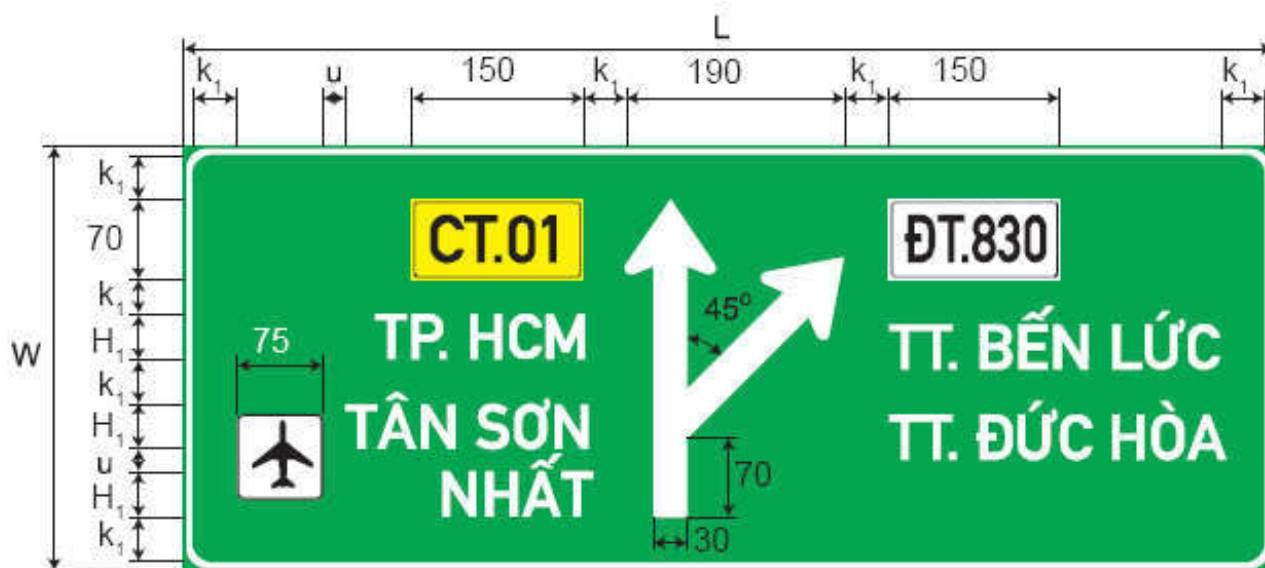 L
k₁ u 150 k₁ 190 k₁ 150 k₁
W
k₁
70
k₁
H₁
k₁
H₁
u
H₁
k₁
CT.01
TP. HCM
75
TÂN SƠN
NHẤT
45°
70
30
ĐT.830
TT. BẾN LỨC
TT. ĐỨC HÒA